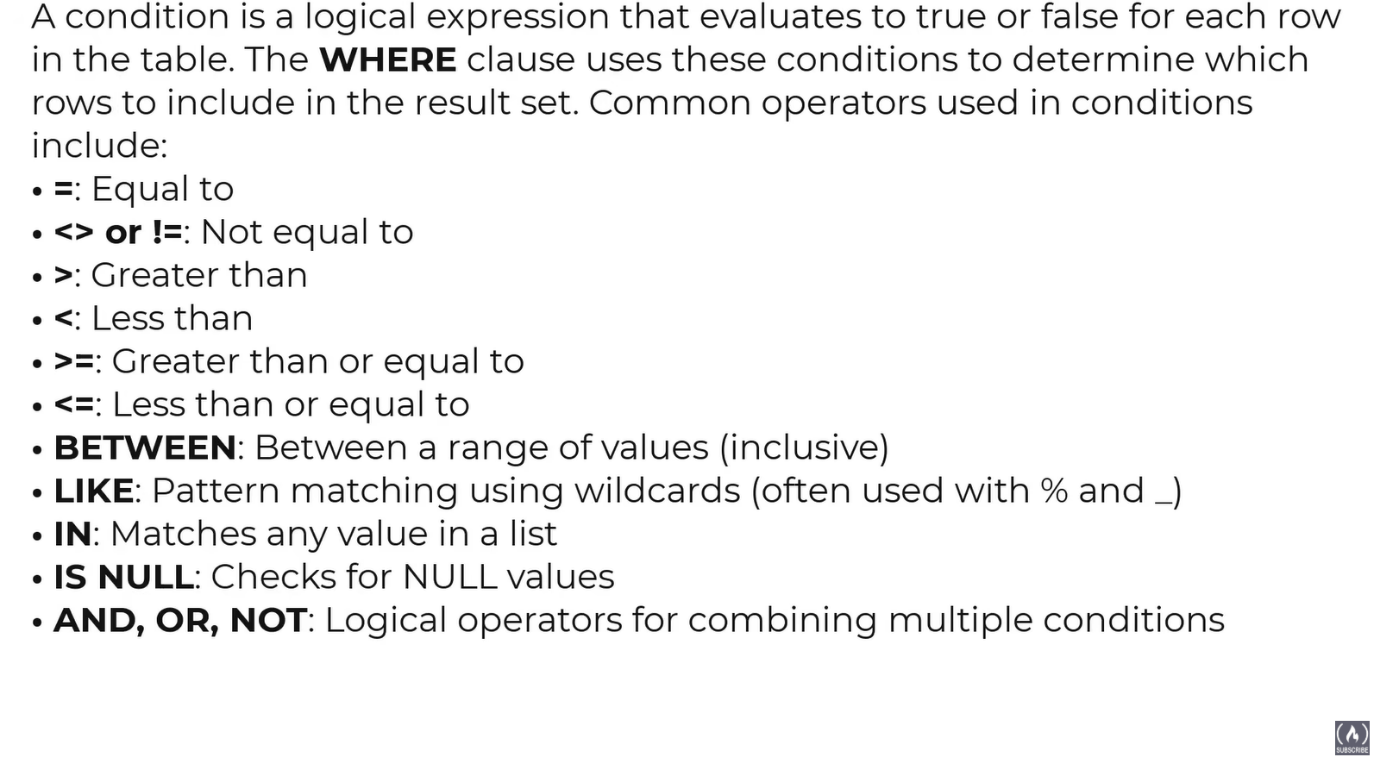 A condition is a logical expression that evaluates to true or false for each row
in the table. The WHERE clause uses these conditions to determine which
rows to include in the result set. Common operators used in conditions
include:
• =: Equal to
• <> or !=: Not equal to
• >: Greater than
• <: Less than
• >=: Greater than or equal to
• <=: Less than or equal to
• BETWEEN: Between a range of values (inclusive)
• LIKE: Pattern matching using wildcards (often used with % and _)
• IN: Matches any value in a list
• IS NULL: Checks for NULL values
• AND, OR, NOT: Logical operators for combining multiple conditions
SUBSCRIBE